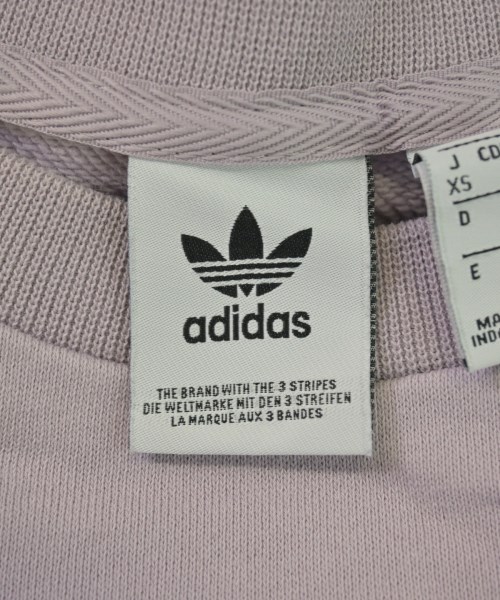 adidas
THE BRAND WITH THE 3 STRIPES
DIE WELTMARKE MIT DEN 3 STREIFEN
LA MARQUE AUX 3 BANDES
J
XS
D
E